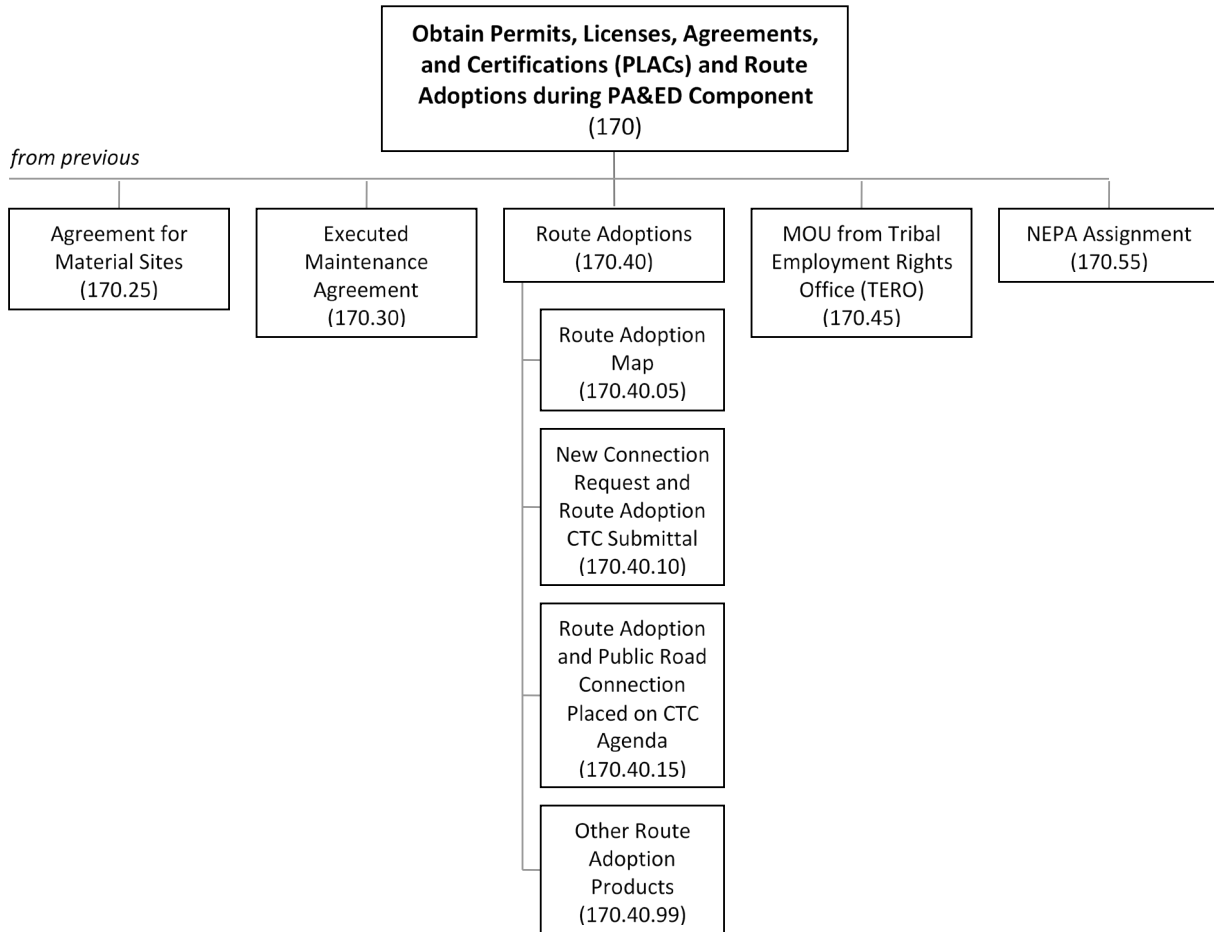 Obtain Permits, Licenses, Agreements,
and Certifications (PLACs) and Route
Adoptions during PA&ED Component
(170)
from previous
Agreement for
Material Sites
(170.25)
Executed
Maintenance
Agreement
(170.30)
Route Adoptions
(170.40)
MOU from Tribal
Employment Rights
Office (TERO)
(170.45)
NEPA Assignment
(170.55)
Route Adoption
Map
(170.40.05)
New Connection
Request and
Route Adoption
CTC Submittal
(170.40.10)
Route Adoption
and Public Road
Connection
Placed on CTC
Agenda
(170.40.15)
Other Route
Adoption
Products
(170.40.99)